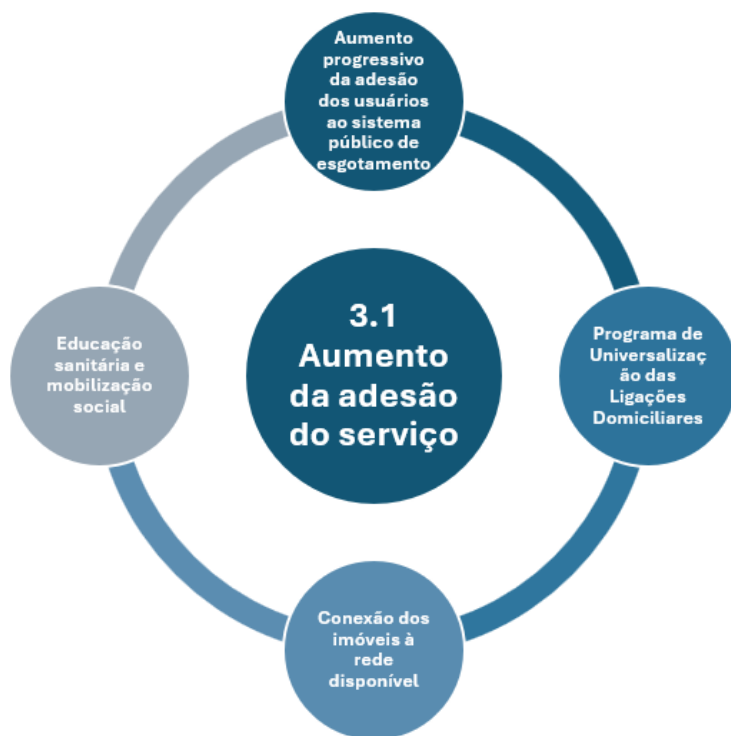 Aumento
progressivo
da adesão
dos usuários
ao sistema
público de
esgotamento
3.1
Aumento
da adesão
do serviço
Educação
sanitária e
mobilização
social
Programa de
Universalizaç
ão das
Ligações
Domiciliares
Conexão dos
imóveis à
rede
disponível